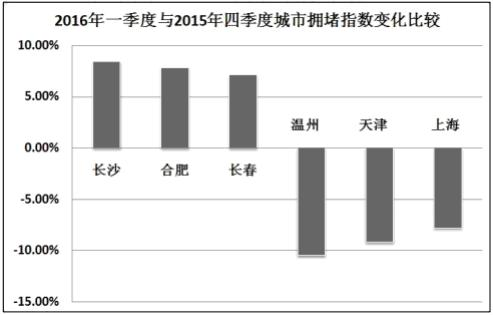 2016年一季度与2015年四季度城市拥堵指数变化比较
10.00%
5.00%
0.00%
-5.00%
-10.00%
-15.00%
长沙 合肥 长春
温州 天津 上海